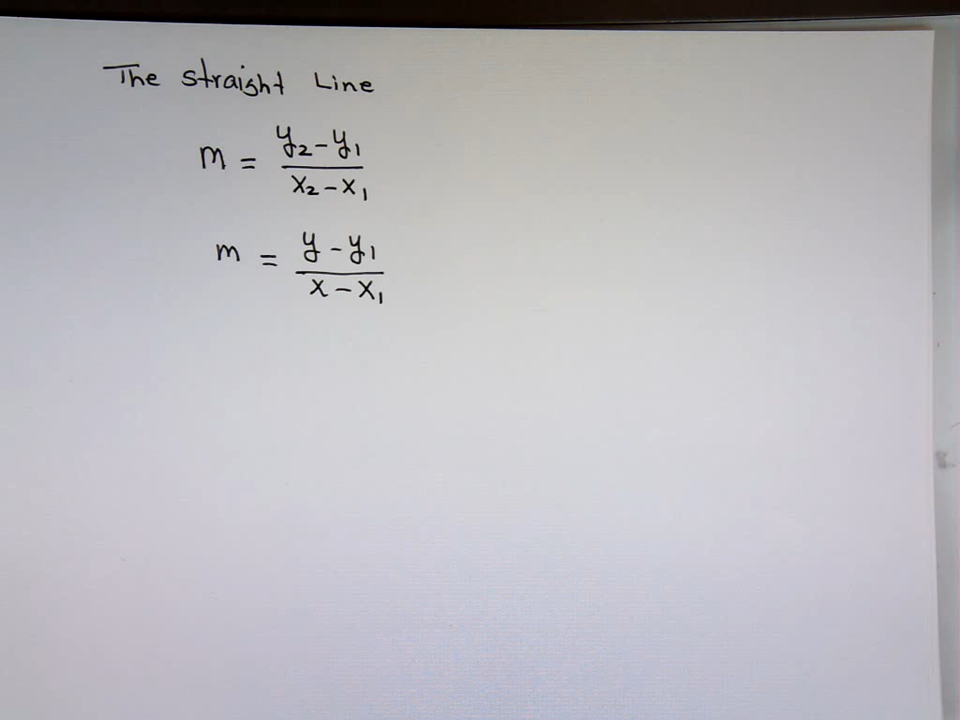 The straight Line
m = y₂-y₁ / x₂-x₁
m = y-y₁ / x-x₁